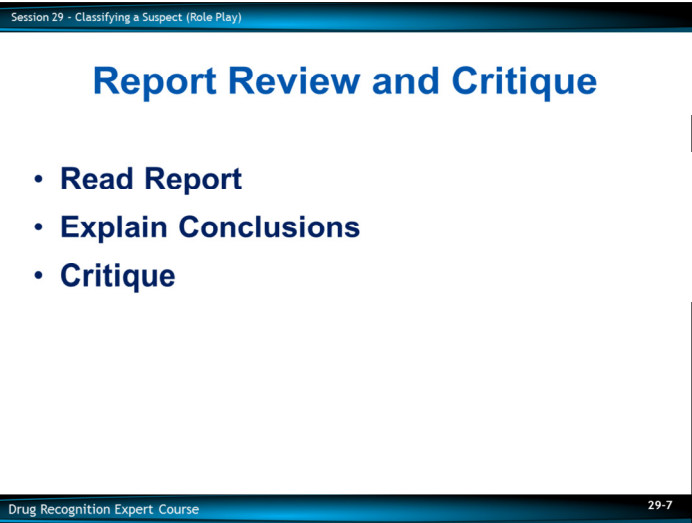 Session 29 - Classifying a Suspect (Role Play)
Report Review and Critique
• Read Report
• Explain Conclusions
• Critique
Drug Recognition Expert Course
29-7